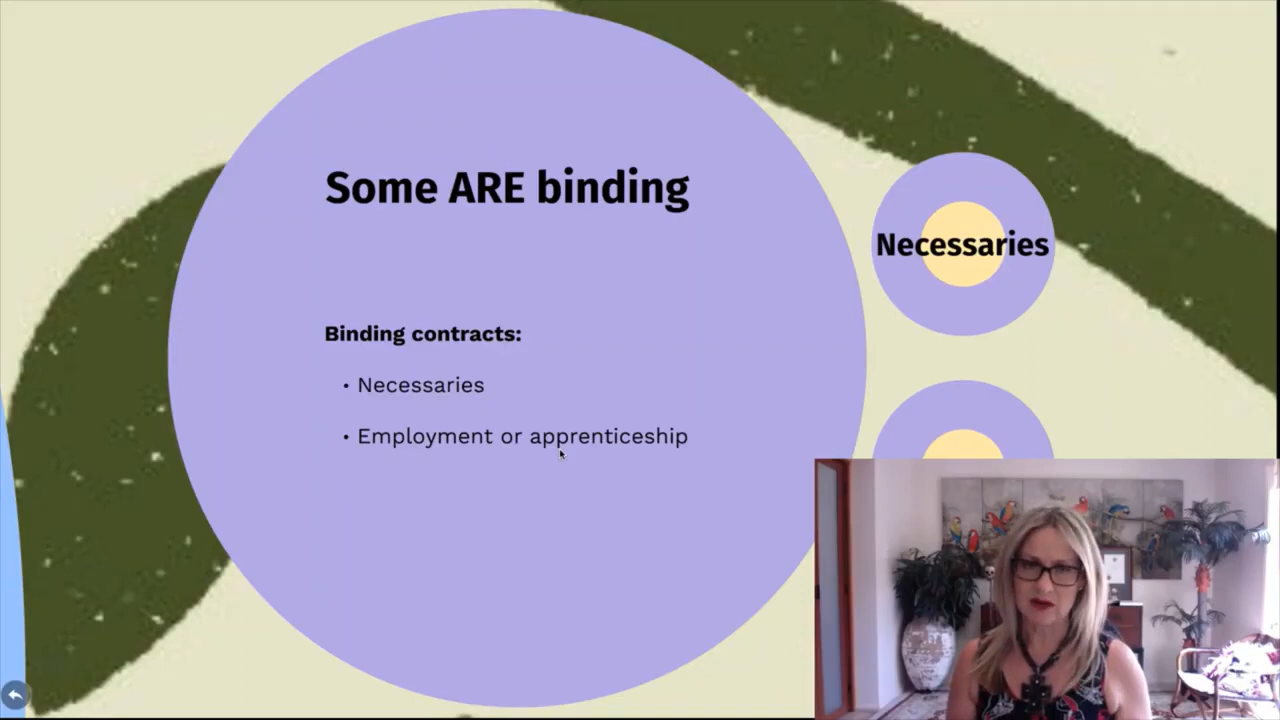 Some ARE binding
Binding contracts:
• Necessaries
• Employment or apprenticeship
Necessaries